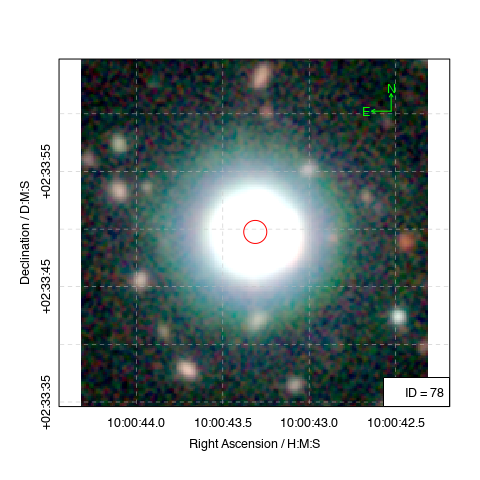 N
E
+02:33:55
+02:33:45
+02:33:35
Declination / D:M:S
ID = 78
10:00:44.0 10:00:43.5 10:00:43.0 10:00:42.5
Right Ascension / H:M:S